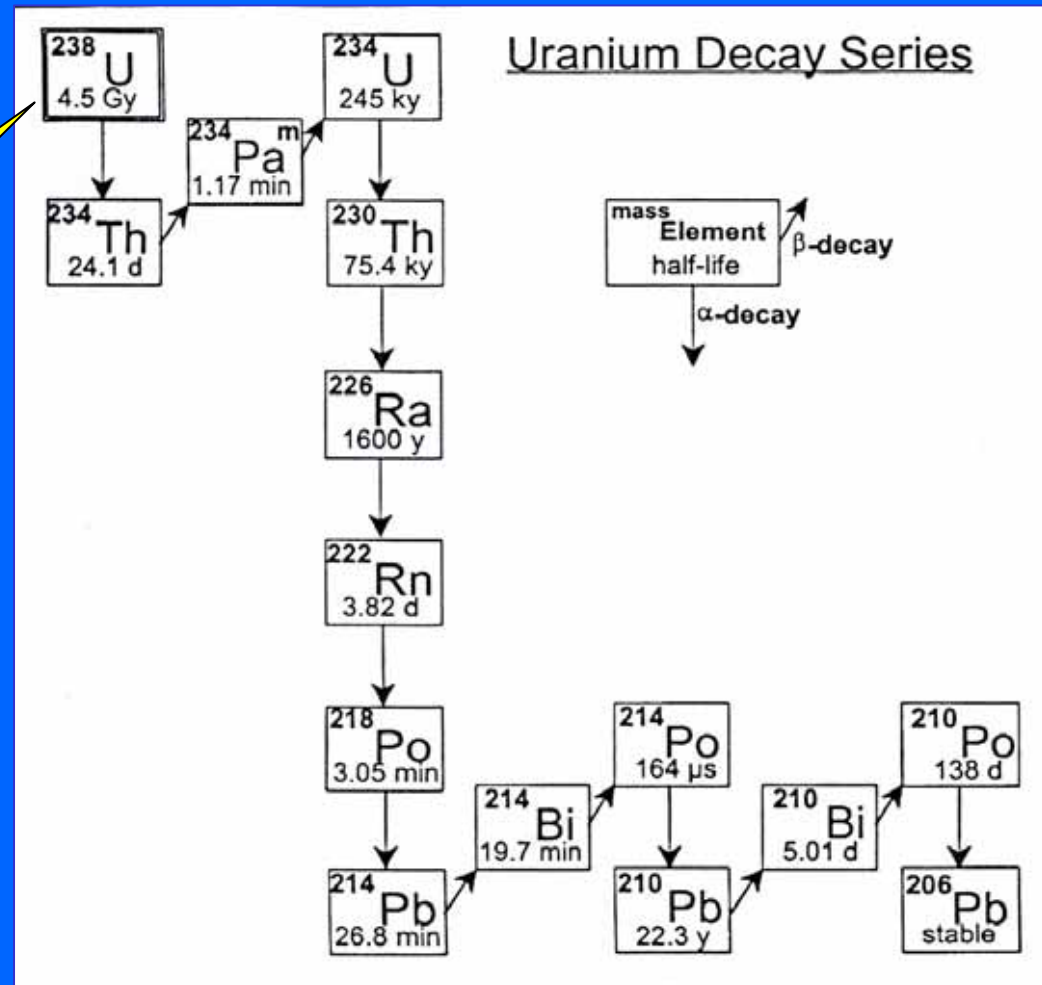 Uranium Decay Series
238 U
4.5 Gy
234 Th
24.1 d
234 Pa m
1.17 min
234 U
245 ky
230 Th
75.4 ky
226 Ra
1600 y
222 Rn
3.82 d
218 Po
3.05 min
214 Pb
26.8 min
214 Bi
19.7 min
214 Po
164 µs
210 Pb
22.3 y
210 Bi
5.01 d
210 Po
138 d
206 Pb
stable
mass Element
half-life
β-decay
α-decay